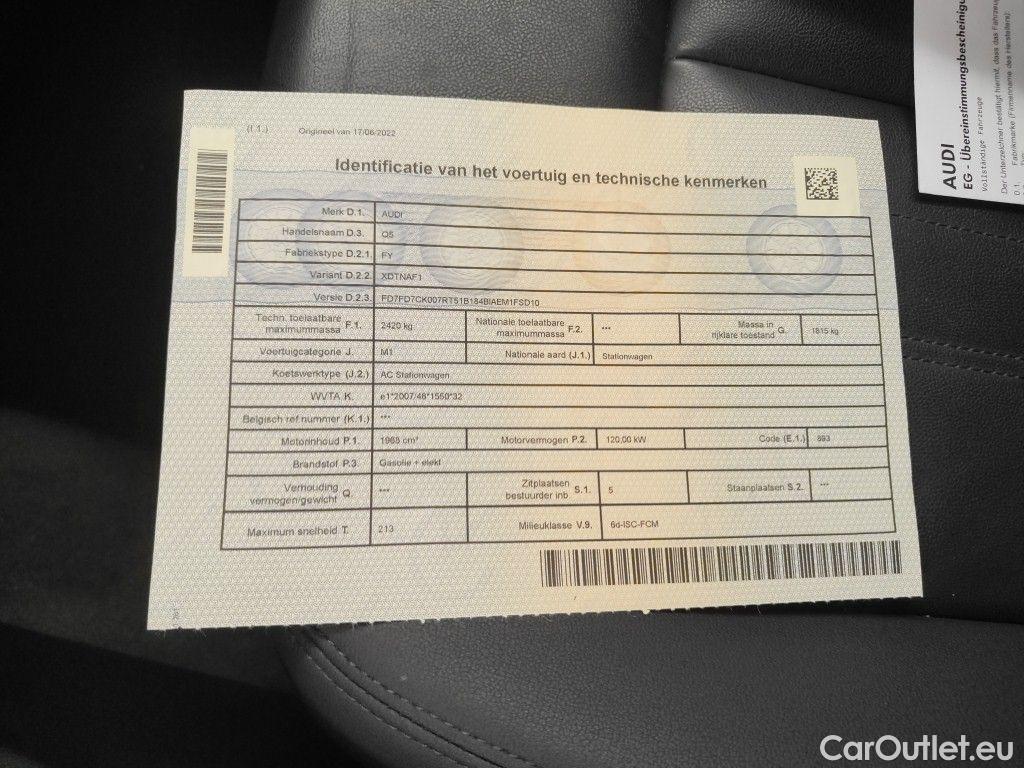 (I.1.) Origineel van 17/06/2022
Identificatie van het voertuig en technische kenmerken
Merk D.1. AUDI
Handelsnaam D.3. Q5
Fabriekstype D.2.1. FY
Variant D.2.2. XDTNAF1
Versie D.2.3. FD7FD7CK007RT51B184BIAEM1FSD10
Techn. toelaatbare maximummassa F.1. 2420 kg Nationale toelaatbare maximummassa F.2. *** Massa in rijklare toestand G. 1815 kg
Voertuigcategorie J. M1 Nationale aard (J.1.) Stationwagen
Koetswerktype (J.2.) AC Stationwagen
WVTA K. e1*2007/46*1550*32
Belgisch ref nummer (K.1.) ***
Motorinhoud P.1. 1968 cm³ Motorvermogen P.2. 120,00 kW Code (E.1.) 893
Brandstof P.3. Gasolie + elekt
Verhouding vermogen/gewicht Q. *** Zitplaatsen bestuurder inb. S.1. 5 Staanplaatsen S.2. ***
Maximum snelheid T. 213 Milieuklasse V.9. 6d-ISC-FCM
AUDI
EG - Übereinstimmungsbescheinigu
Vollständige Fahrzeuge
Der Unterzeichner bestätigt hiermit, dass das Fahrzeu
0.1. Fabrikmarke (Firmenname des Herstellers):
CarOutlet.eu